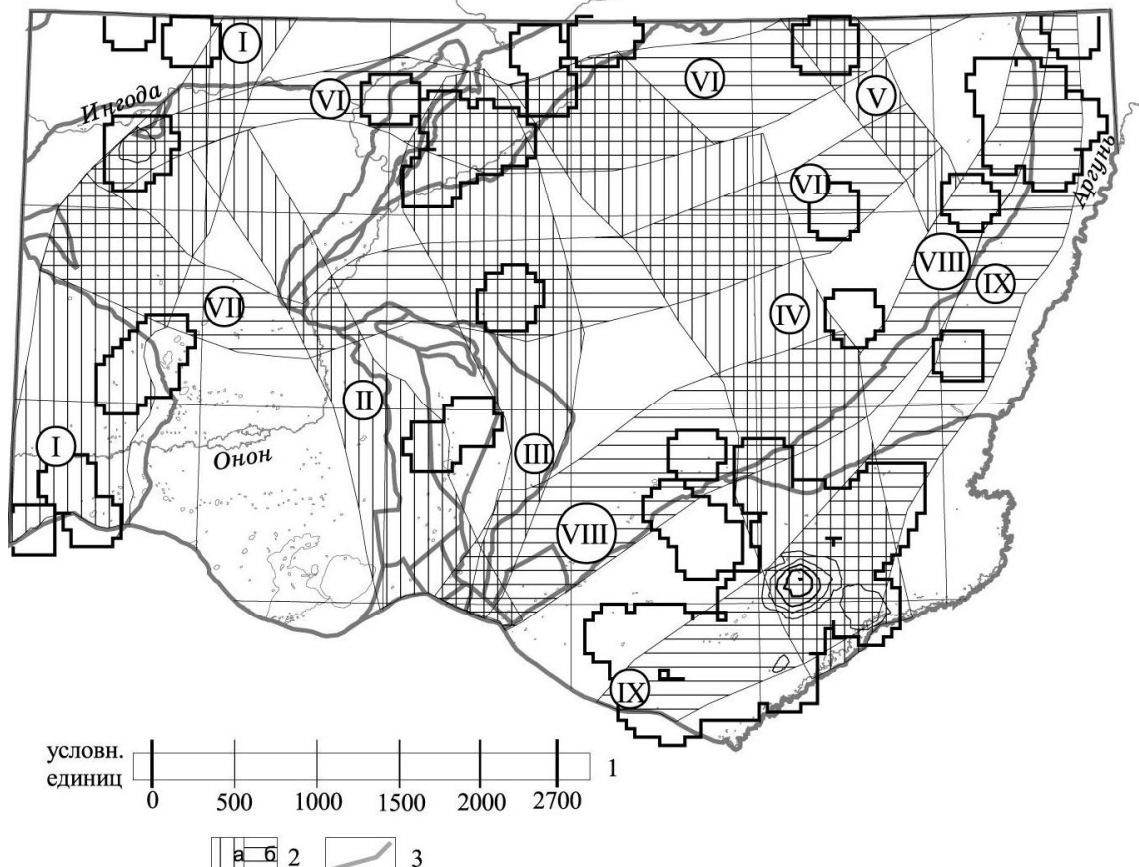 I
Ингода
VI
VI
V
Аргунь
VII
VIII
IX
VII
IV
II
I
Онон
III
VIII
IX
условн.
единиц
1
0 500 1000 1500 2000 2700
а б 2 3